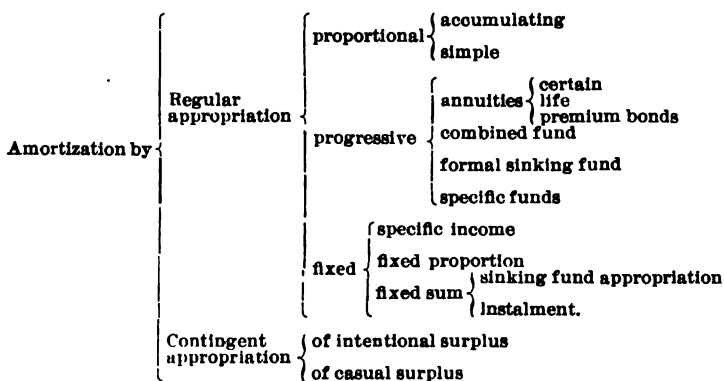 Amortization by
Regular
appropriation
proportional
accumulating
simple
progressive
annuities
certain
life
premium bonds
combined fund
formal sinking fund
specific funds
fixed
specific income
fixed proportion
fixed sum
sinking fund appropriation
instalment.
Contingent
appropriation
of intentional surplus
of casual surplus